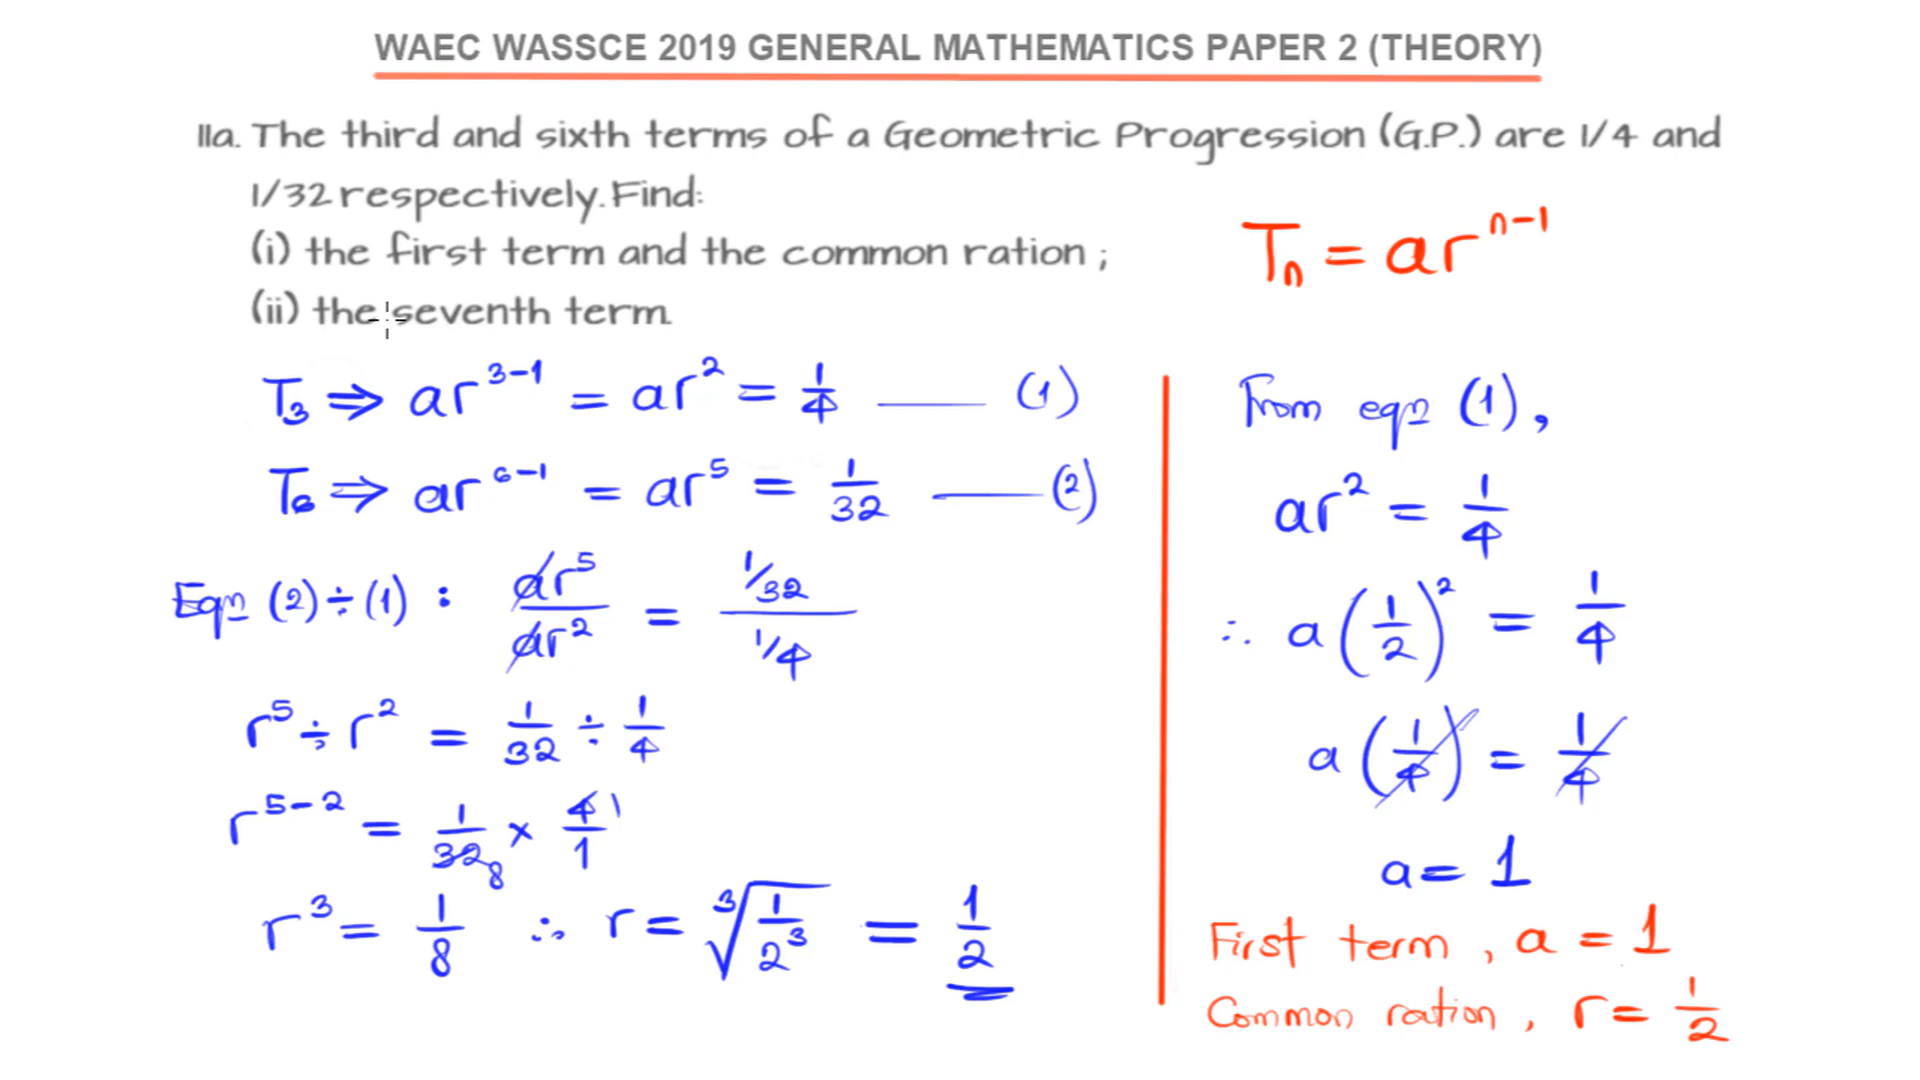 WAEC WASSCE 2019 GENERAL MATHEMATICS PAPER 2 (THEORY)
11a. The third and sixth terms of a Geometric Progression (G.P.) are 1/4 and
1/32 respectively. Find:
(i) the first term and the common ration ;
(ii) the seventh term.
Tn = ar^(n-1)
T3 ⇒ ar^(3-1) = ar^2 = 1/4 —— (1)
T6 ⇒ ar^(6-1) = ar^5 = 1/32 —— (2)
Eqn (2) ÷ (1) : ar^5/ar^2 = (1/32)/(1/4)
r^5 ÷ r^2 = 1/32 ÷ 1/4
r^(5-2) = 1/32 8 × 4/1 1
r^3 = 1/8 ∴ r = ∛(1/2^3) = 1/2
From eqn (1),
ar^2 = 1/4
∴ a(1/2)^2 = 1/4
a(1/4) = 1/4
a = 1
First term , a = 1
Common ration , r = 1/2